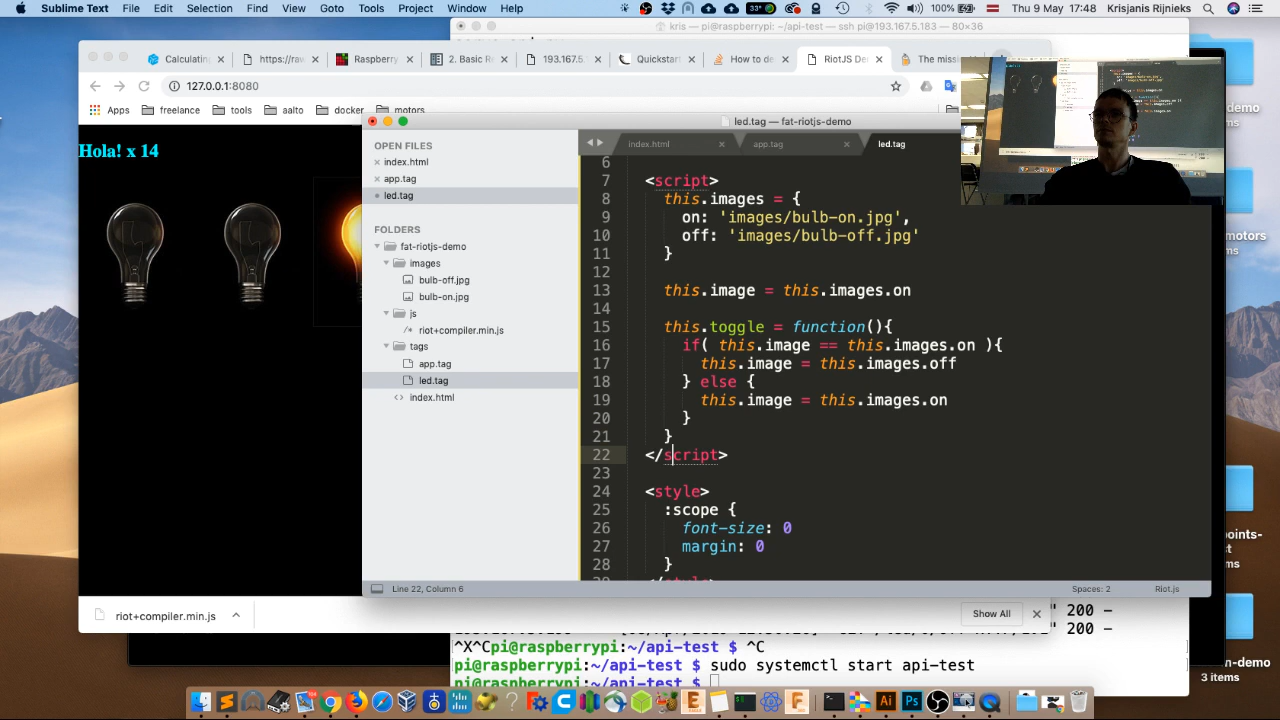 Sublime Text File Edit Selection Find View Goto Tools Project Window Help 100% Thu 9 May 17:48 Krisjanis Rijnieks
kris — pi@raspberrypi: ~/api-test — ssh pi@193.167.5.183 — 80×36
Calculatin × https://raw × Raspberry × 2. Basic F × 193.167.5 × Quickstart × How to de × RiotJS De × The miss
127.0.0.1:8080
Apps freelan tools aalto docke motor
Hola! x 14
led.tag — fat-riotjs-demo
OPEN FILES
index.html
app.tag
led.tag
FOLDERS
fat-riotjs-demo
images
bulb-off.jpg
bulb-on.jpg
js
riot+compiler.min.js
tags
app.tag
led.tag
index.html
index.html × app.tag × led.tag
6
7 <script>
8 this.images = {
9 on: 'images/bulb-on.jpg',
10 off: 'images/bulb-off.jpg'
11 }
12
13 this.image = this.images.on
14
15 this.toggle = function(){
16 if( this.image == this.images.on ){
17 this.image = this.images.off
18 } else {
19 this.image = this.images.on
20 }
21 }
22 </script>
23
24 <style>
25 :scope {
26 font-size: 0
27 margin: 0
28 }
Line 22, Column 6 Spaces: 2 Riot.js
riot+compiler.min.js Show All
" 200 –
" 200 –
^X^Cpi@raspberrypi:~/api-test $ ^C
pi@raspberrypi:~/api-test $ sudo systemctl start api-test
pi@raspberrypi:~/api-test $
demo
ems
motors
ms
points-
st
ms
n-demo
3 items